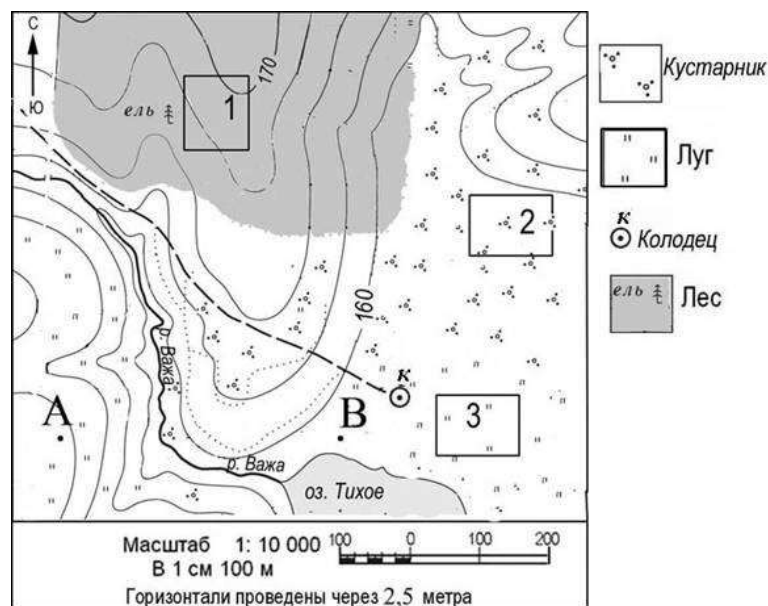 С
Ю
170
ель
1
2
160
р. Важа
к
A
B
3
р. Важа
оз. Тихое
Кустарник
Луг
к
Колодец
ель
Лес
Масштаб 1: 10 000
В 1 см 100 м
100 0 100 200
Горизонтали проведены через 2,5 метра